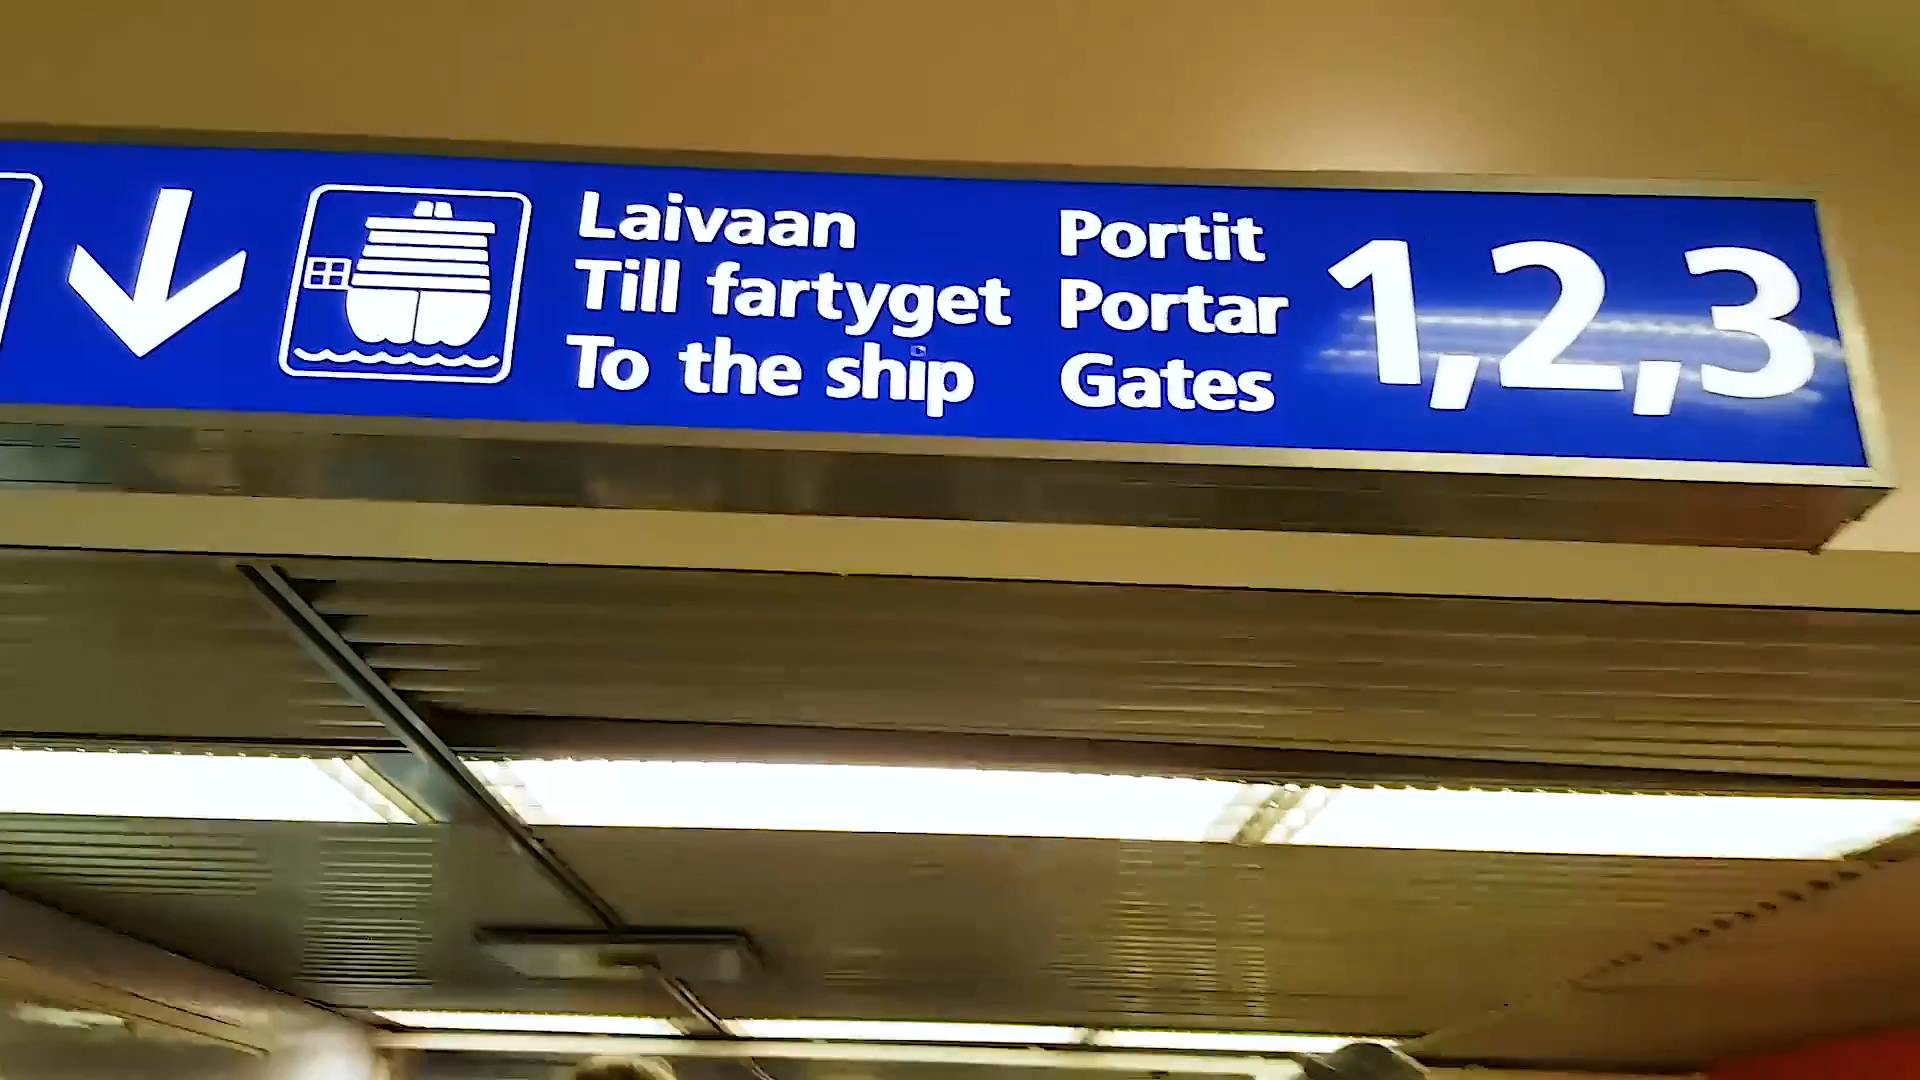 Laivaan
Till fartyget
To the ship
Portit
Portar
Gates
1,2,3